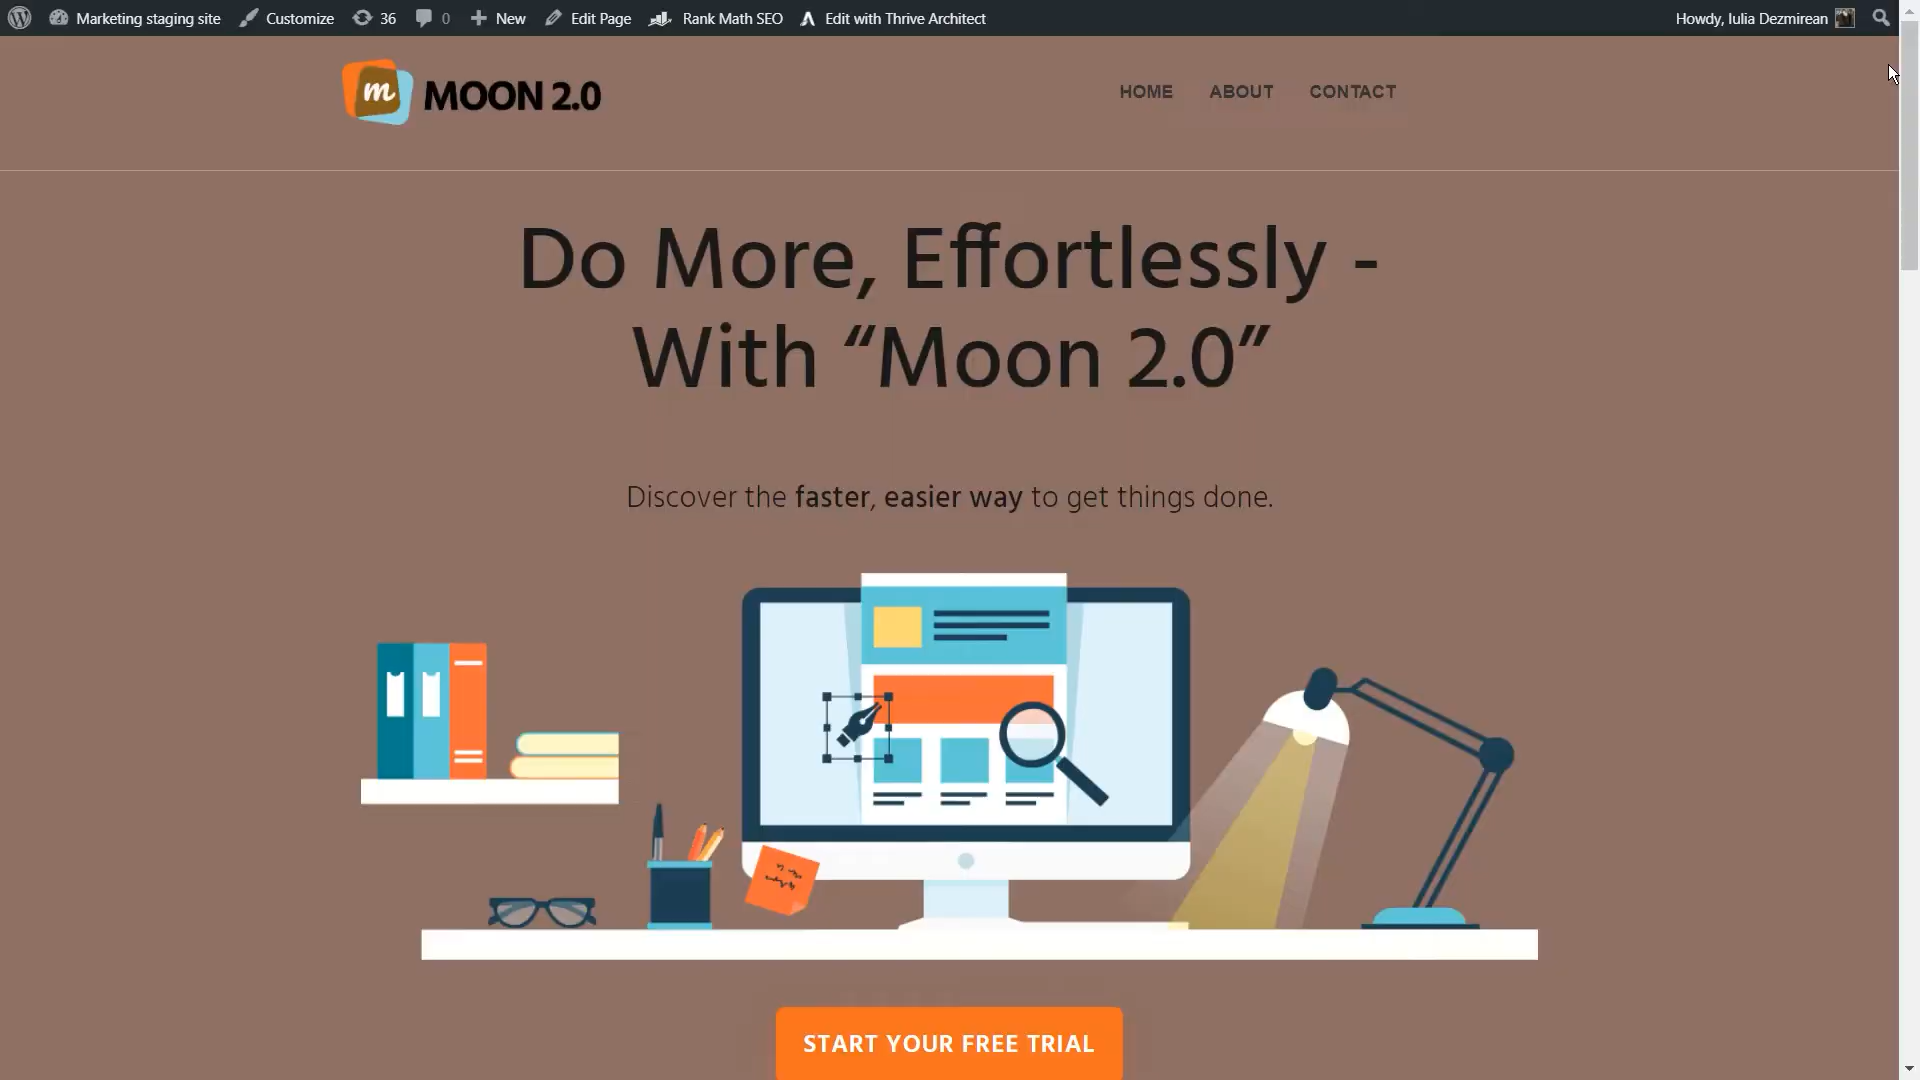 Marketing staging site Customize 36 0 New Edit Page Rank Math SEO Edit with Thrive Architect Howdy, Iulia Dezmirean
m MOON 2.0 HOME ABOUT CONTACT
Do More, Effortlessly -
With “Moon 2.0”
Discover the faster, easier way to get things done.
START YOUR FREE TRIAL